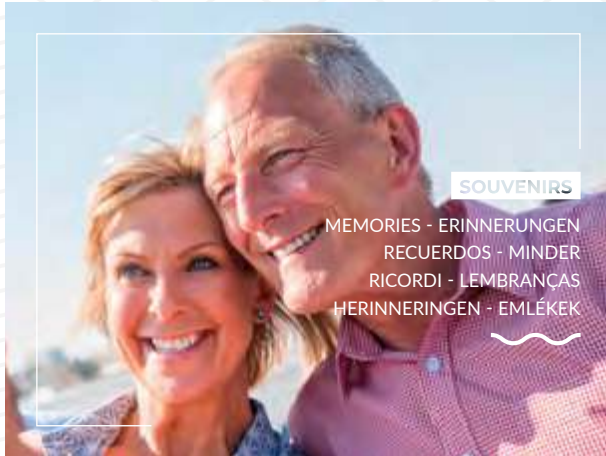 SOUVENIRS
MEMORIES - ERINNERUNGEN
RECUERDOS - MINDER
RICORDI - LEMBRANÇAS
HERINNERINGEN - EMLÉKEK